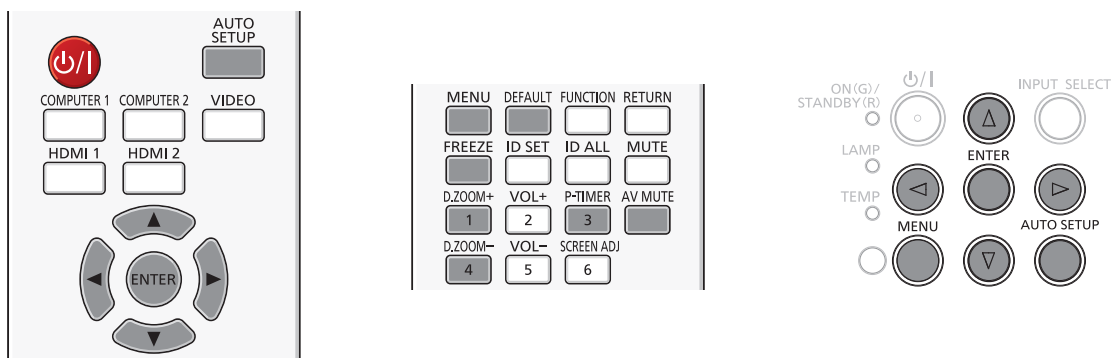 AUTO
SETUP
COMPUTER 1 COMPUTER 2 VIDEO
HDMI 1 HDMI 2
ENTER
MENU DEFAULT FUNCTION RETURN
FREEZE ID SET ID ALL MUTE
D.ZOOM+ VOL+ P-TIMER AV MUTE
1 2 3
D.ZOOM− VOL− SCREEN ADJ
4 5 6
ON(G)/
STANDBY(R)
INPUT SELECT
LAMP
ENTER
TEMP
MENU
AUTO SETUP